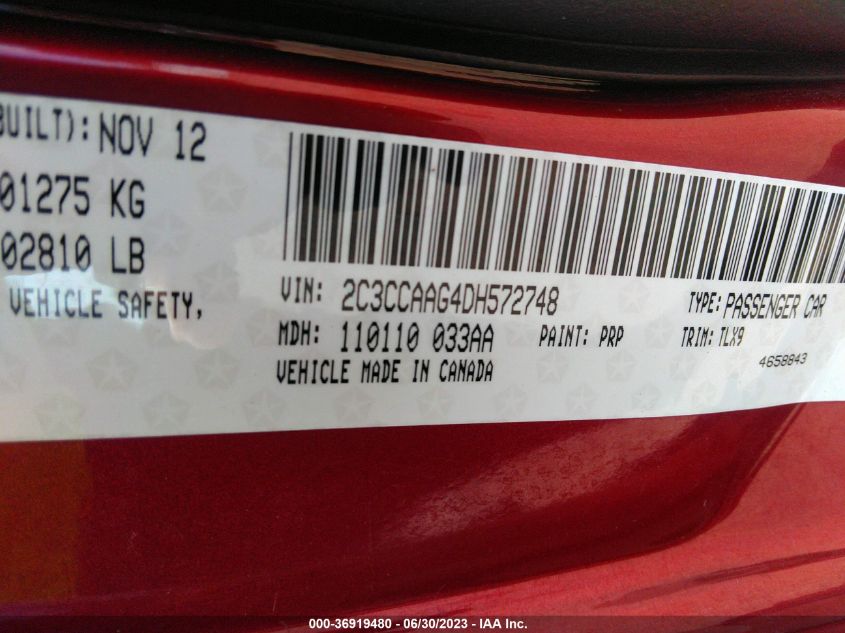 BUILT): NOV 12
01275 KG
02810 LB
VEHICLE SAFETY,
VIN: 2C3CCAAG4DH572748 TYPE: PASSENGER CAR
MDH: 110110 033AA PAINT: PRP TRIM: TLX9
VEHICLE MADE IN CANADA 4658843
000-36919480 - 06/30/2023 - IAA Inc.